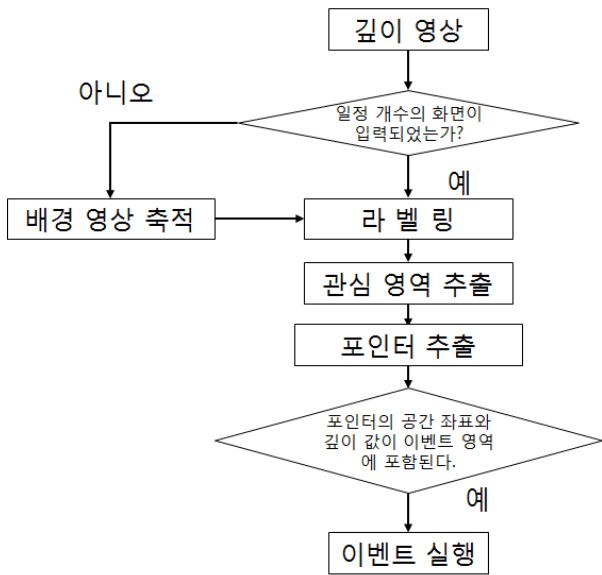 깊이 영상
아니오
일정 개수의 화면이
입력되었는가?
예
배경 영상 축적
라 벨 링
관심 영역 추출
포인터 추출
포인터의 공간 좌표와
깊이 값이 이벤트 영역
에 포함된다.
예
이벤트 실행